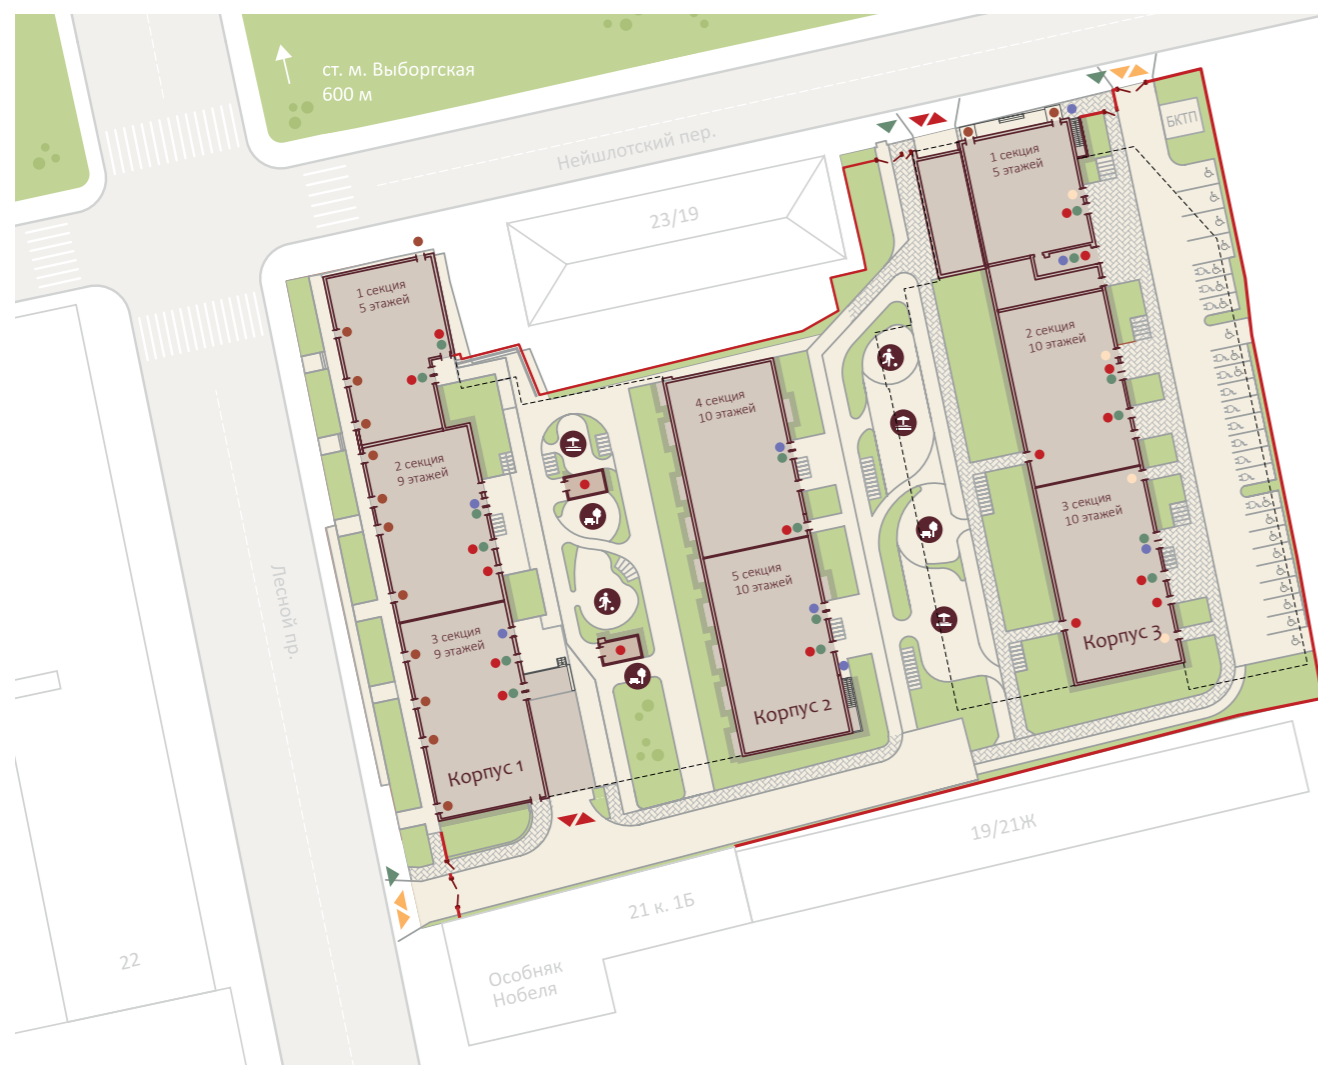 ст. м. Выборгская
600 м
Нейшлотский пер.
БКТП
23/19
1 секция
5 этажей
1 секция
5 этажей
2 секция
10 этажей
4 секция
10 этажей
2 секция
9 этажей
3 секция
10 этажей
5 секция
10 этажей
Лесной пр.
3 секция
9 этажей
Корпус 3
Корпус 2
Корпус 1
19/21Ж
21 к. 1Б
22
Особняк
Нобеля